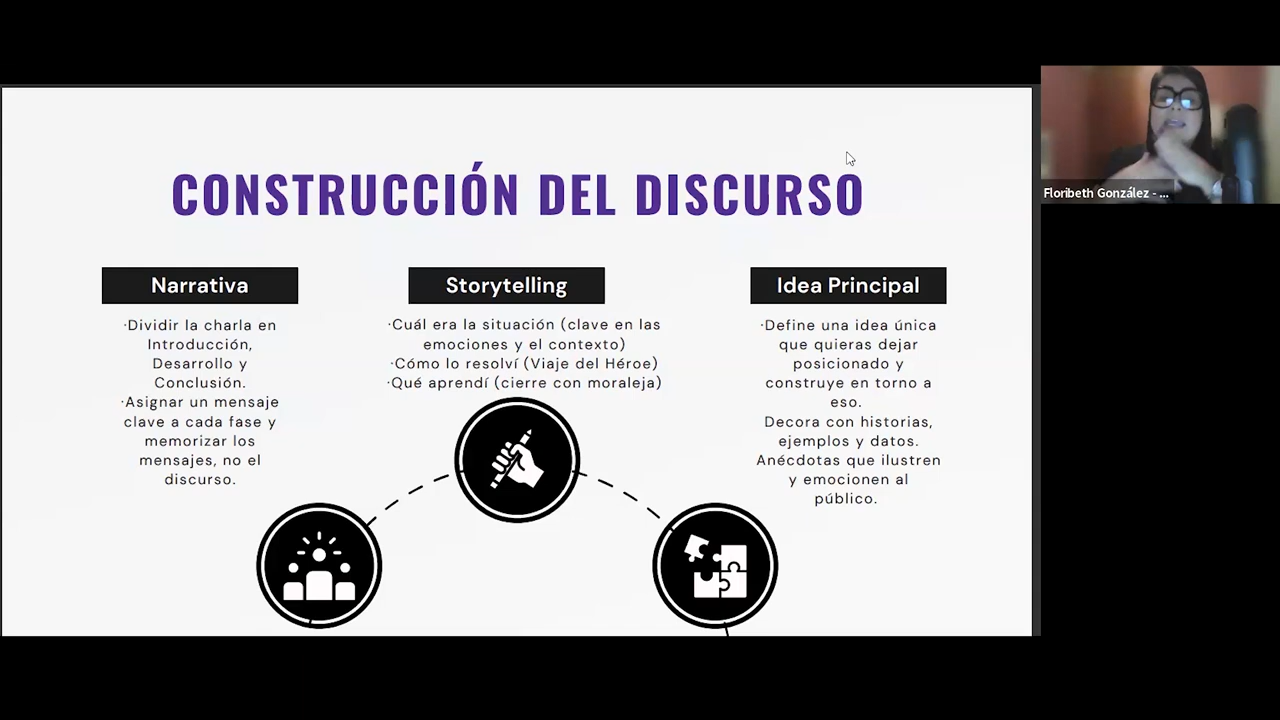 CONSTRUCCIÓN DEL DISCURSO
Narrativa
·Dividir la charla en
Introducción,
Desarrollo y
Conclusión.
·Asignar un mensaje
clave a cada fase y
memorizar los
mensajes, no el
discurso.
Storytelling
·Cuál era la situación (clave en las
emociones y el contexto)
·Cómo lo resolví (Viaje del Héroe)
·Qué aprendí (cierre con moraleja)
Idea Principal
·Define una idea única
que quieras dejar
posicionado y
construye en torno a
eso.
Decora con historias,
ejemplos y datos.
Anécdotas que ilustren
y emocionen al
público.
Floribeth González - ...